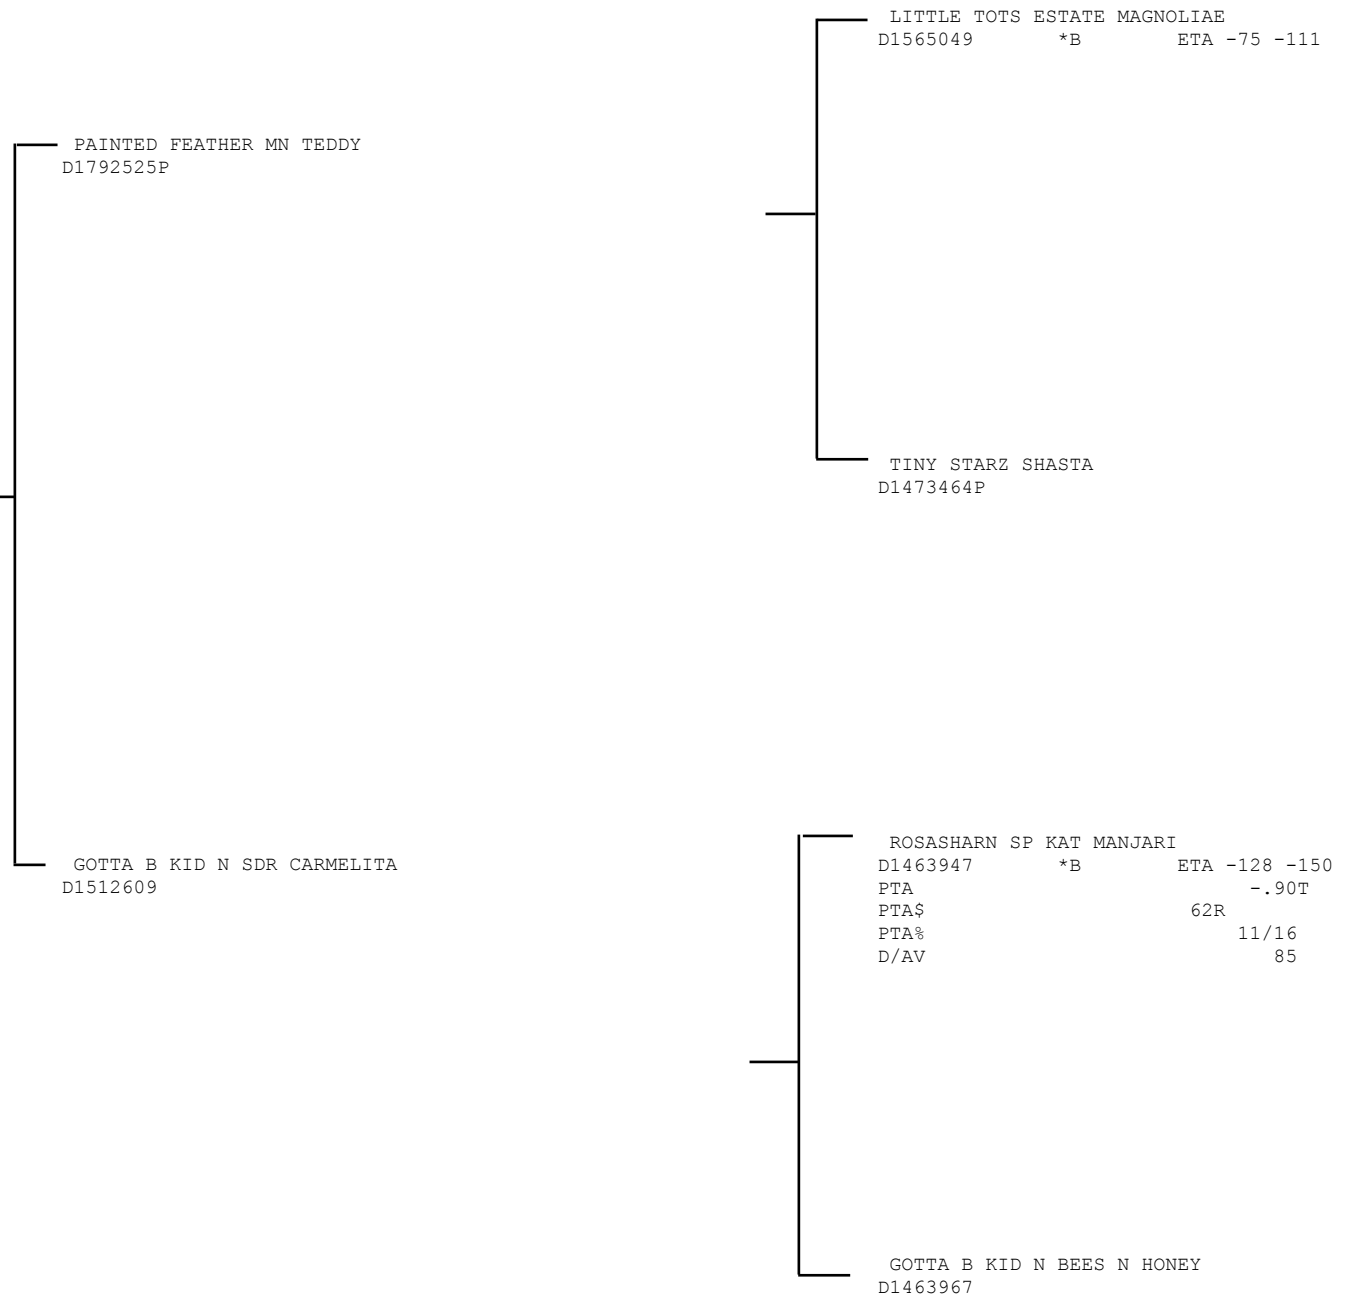 LITTLE TOTS ESTATE MAGNOLIAE
D1565049 *B ETA -75 -111
PAINTED FEATHER MN TEDDY
D1792525P
TINY STARZ SHASTA
D1473464P
ROSASHARN SP KAT MANJARI
D1463947 *B ETA -128 -150
PTA -.90T
PTA$ 62R
PTA% 11/16
D/AV 85
GOTTA B KID N SDR CARMELITA
D1512609
GOTTA B KID N BEES N HONEY
D1463967